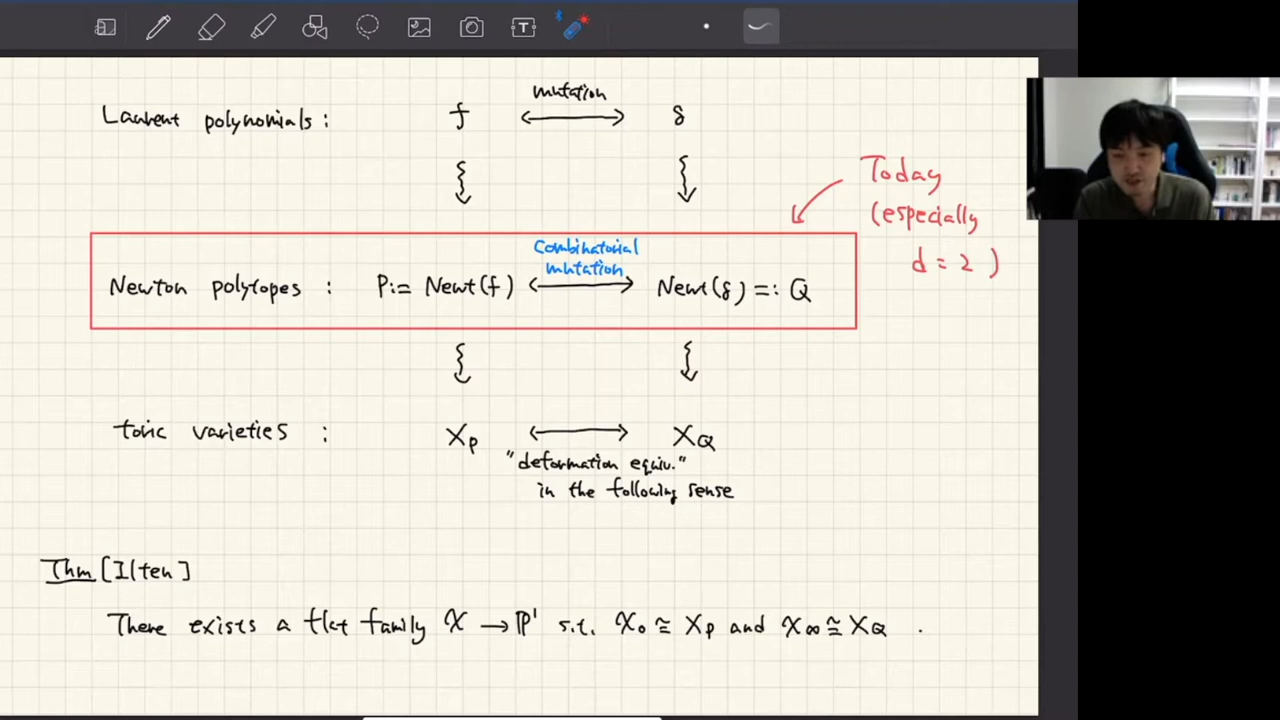 mutation
Laurent polynomials : f ⟷ g
Today
(especially
d = 2 )
Combinatorial
mutation
Newton polytopes : P := Newt(f) ⟷ Newt(g) =: Q
toric varieties : X_P ⟷ X_Q
"deformation equiv."
in the following sense
Thm [Ilten]
There exists a flat family 𝒳 → ℙ¹ s.t. 𝒳₀ ≅ X_P and 𝒳_∞ ≅ X_Q .